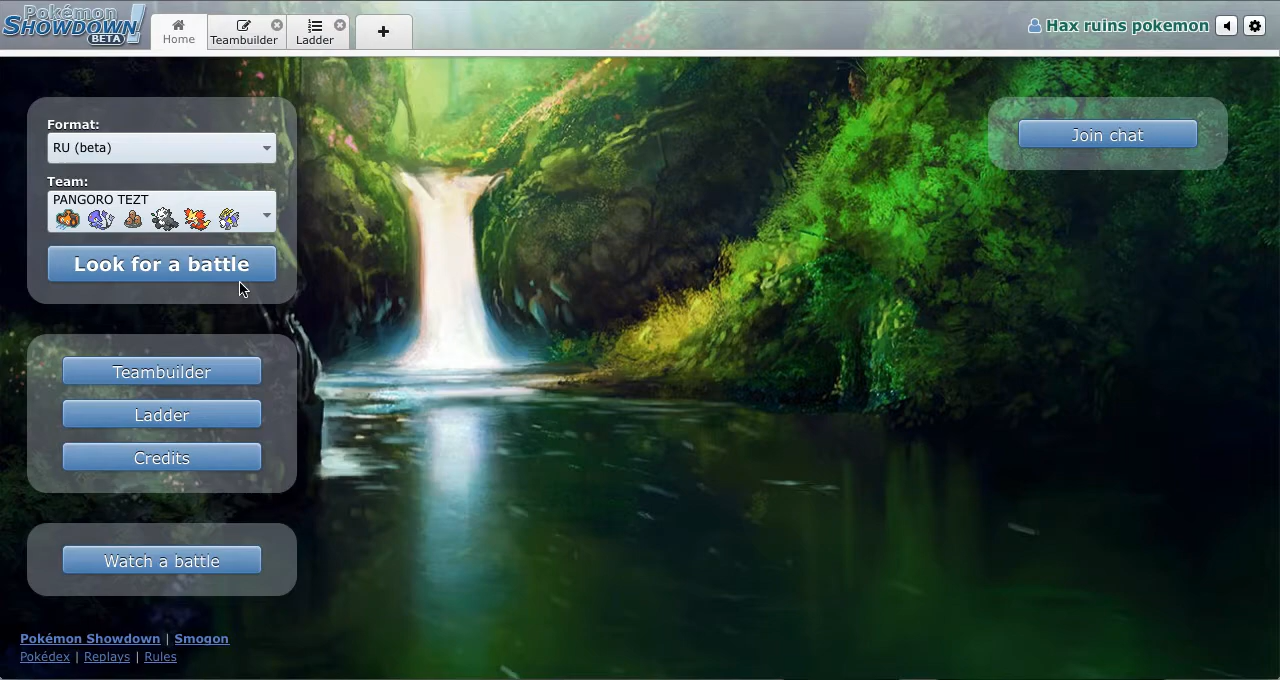 Pokémon
SHOWDOWN!
BETA
Home
Teambuilder
Ladder
+
Hax ruins pokemon
Format:
RU (beta)
Team:
PANGORO TEZT
Look for a battle
Join chat
Teambuilder
Ladder
Credits
Watch a battle
Pokémon Showdown | Smogon
Pokédex | Replays | Rules